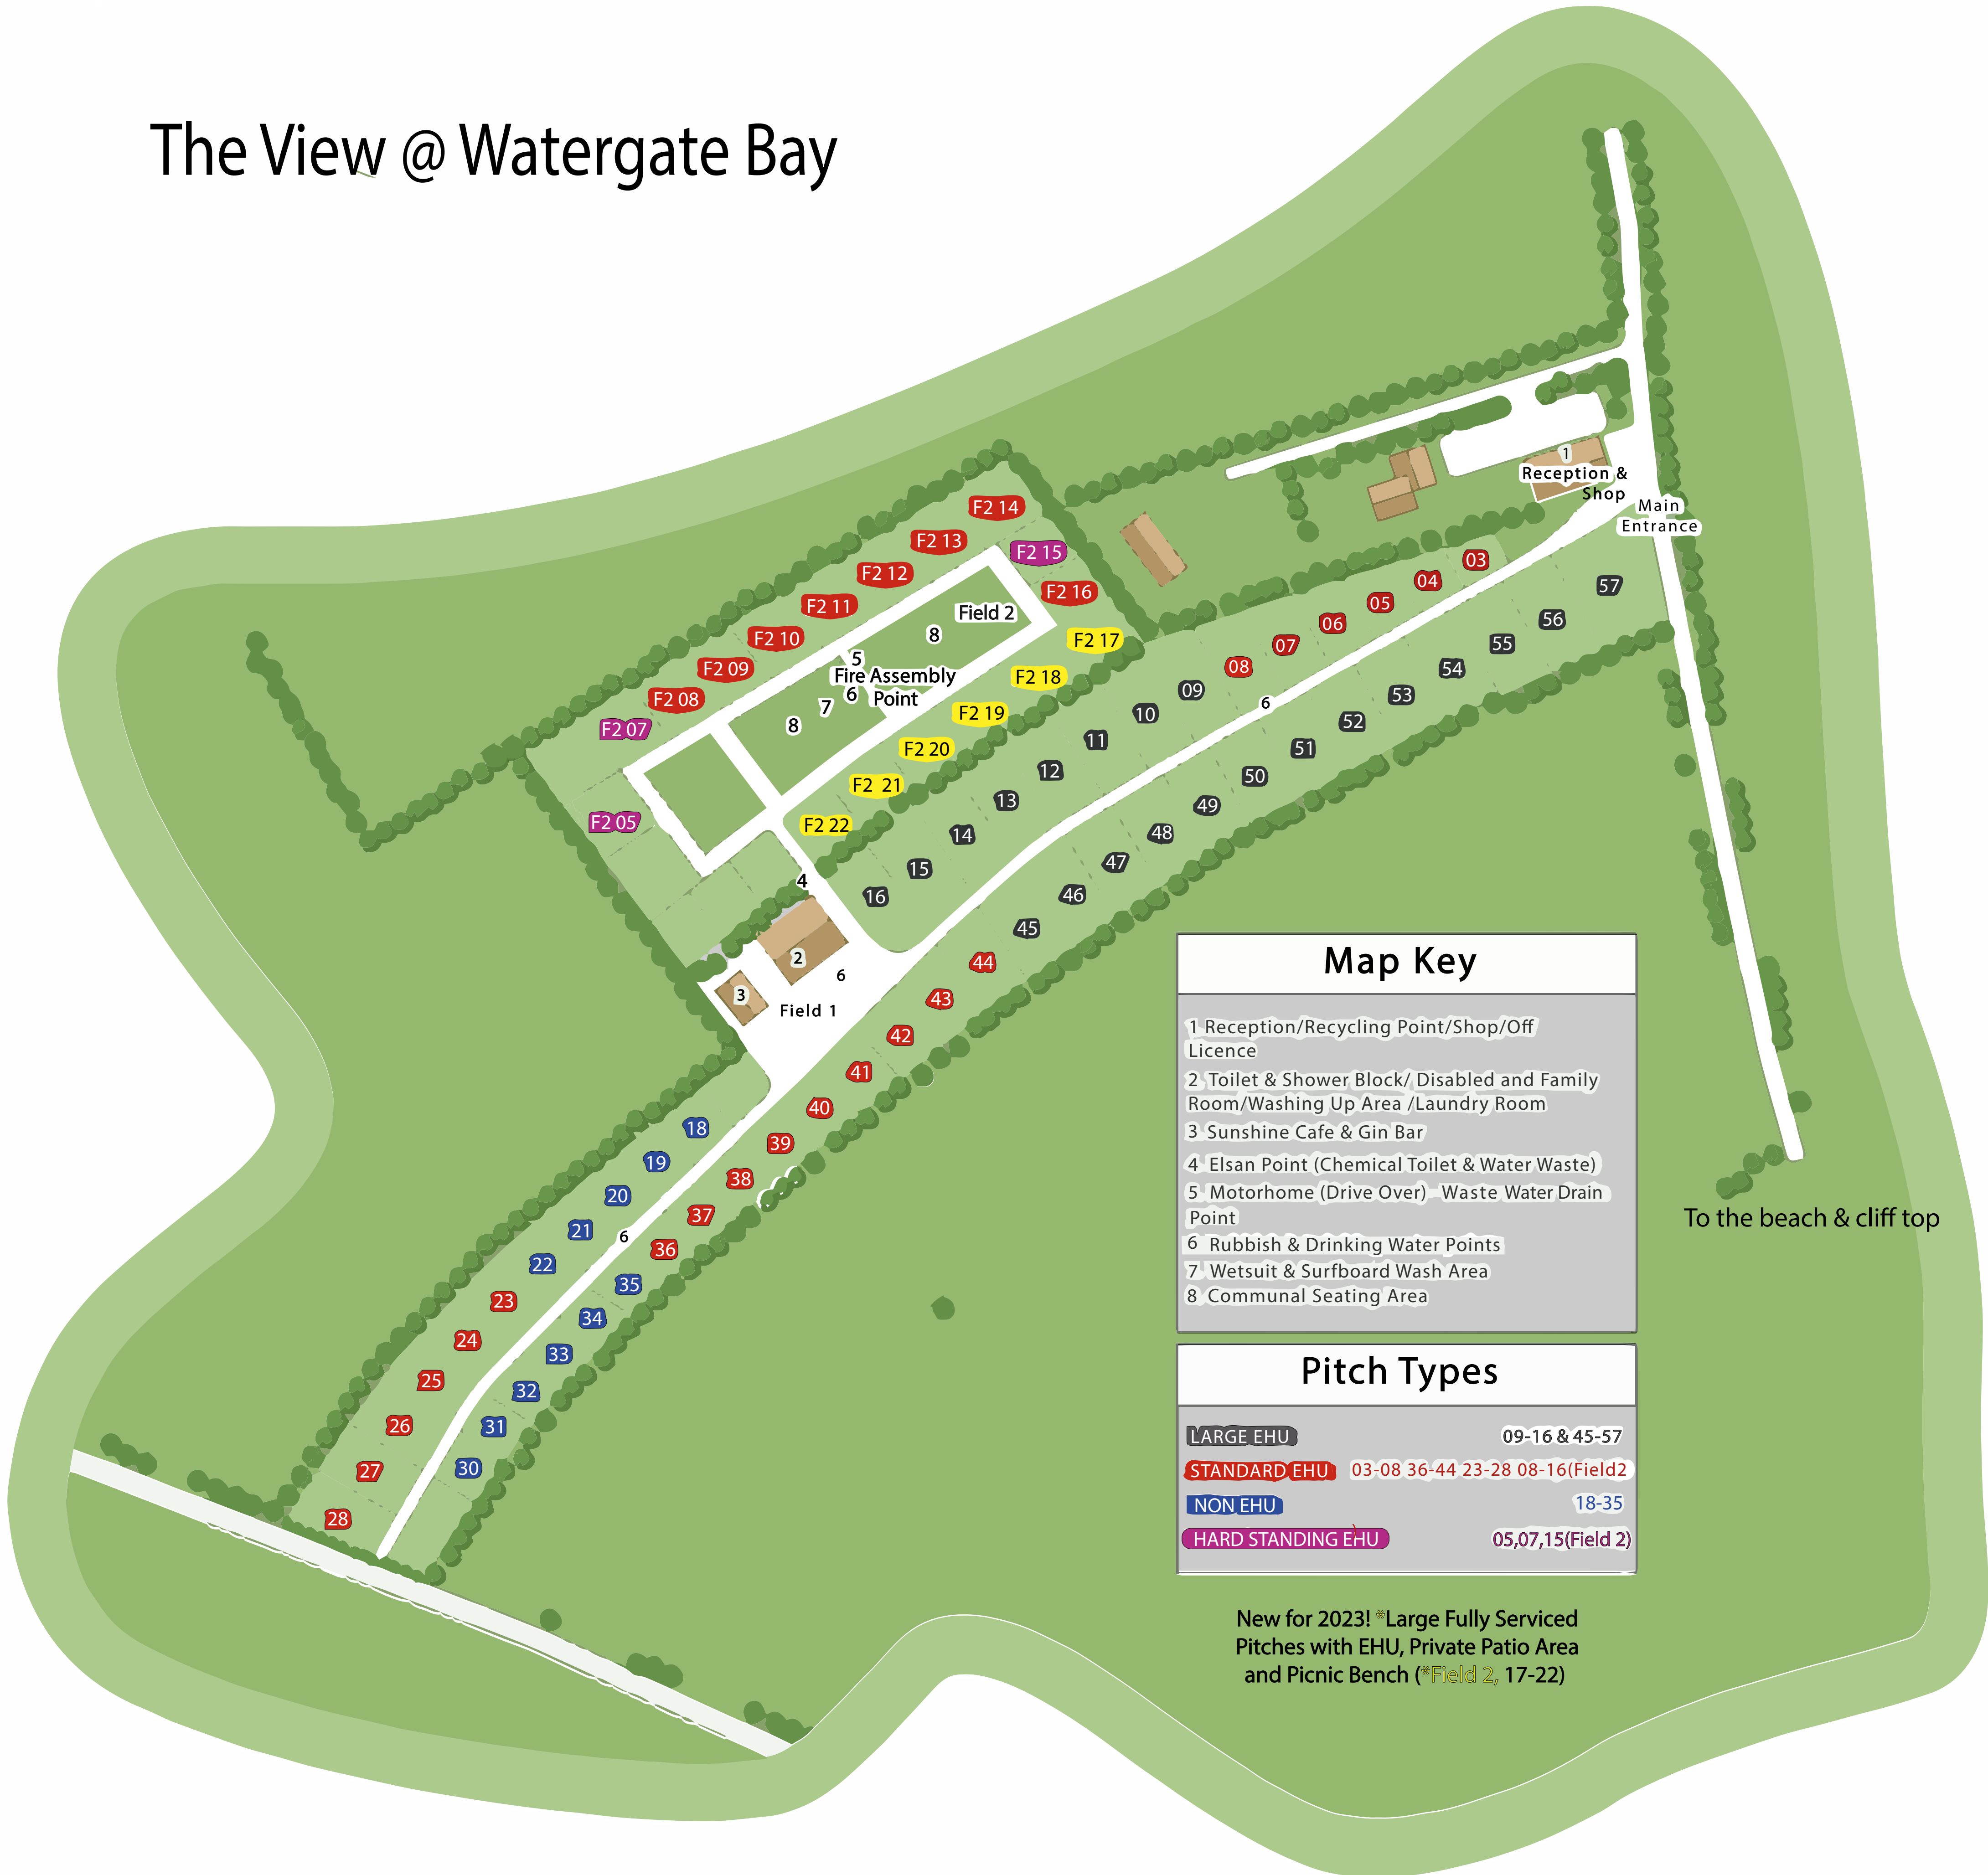 The View @ Watergate Bay
1
Reception &
Shop
Main
Entrance
F2 14
F2 13
F2 15
F2 12
F2 16
F2 11
Field 2
F2 10
8
F2 17
F2 09
5
Fire Assembly
6
Point
F2 18
F2 08
7
F2 19
8
F2 07
F2 20
F2 21
F2 05
F2 22
03
04
05
06
07
08
09
10
11
12
13
14
15
16
57
56
55
54
53
52
51
50
49
48
47
46
45
6
4
2
6
3
Field 1
44
43
42
41
40
39
38
37
36
35
34
33
32
31
30
18
19
20
21
22
6
23
24
25
26
27
28
To the beach & cliff top
Map Key
1 Reception/Recycling Point/Shop/Off
Licence
2 Toilet & Shower Block/ Disabled and Family
Room/Washing Up Area /Laundry Room
3 Sunshine Cafe & Gin Bar
4 Elsan Point (Chemical Toilet & Water Waste)
5 Motorhome (Drive Over) Waste Water Drain
Point
6 Rubbish & Drinking Water Points
7 Wetsuit & Surfboard Wash Area
8 Communal Seating Area
Pitch Types
LARGE EHU 09-16 & 45-57
STANDARD EHU 03-08 36-44 23-28 08-16(Field2
NON EHU 18-35
HARD STANDING EHU 05,07,15(Field 2)
New for 2023! *Large Fully Serviced
Pitches with EHU, Private Patio Area
and Picnic Bench (*Field 2, 17-22)